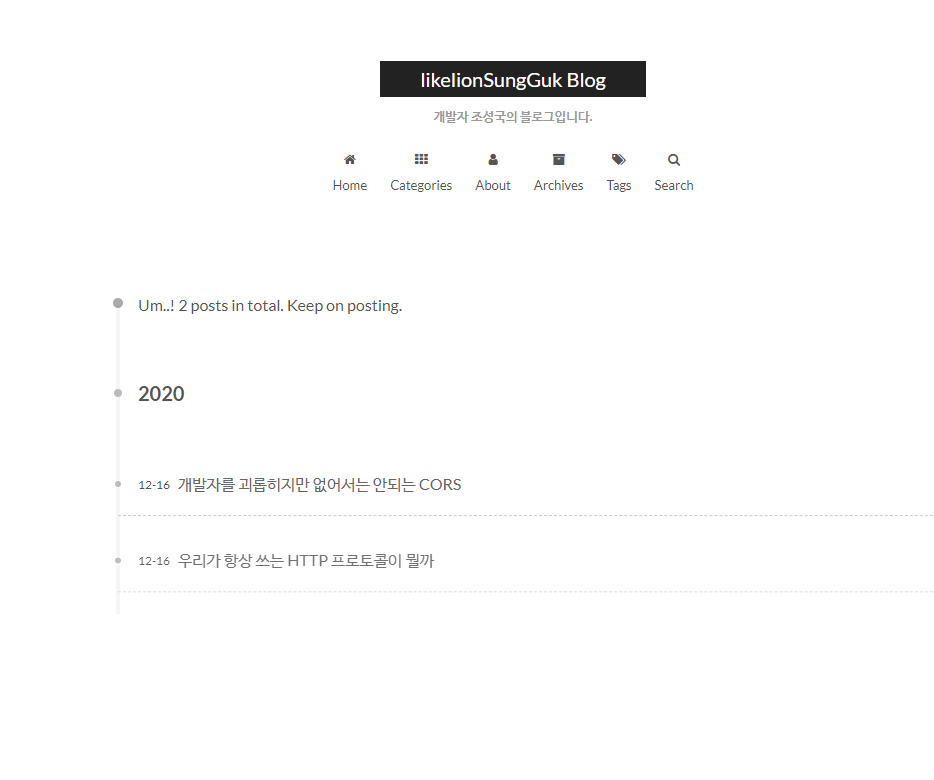 likelionSungGuk Blog
개발자 조성국의 블로그입니다.
Home Categories About Archives Tags Search
Um..! 2 posts in total. Keep on posting.
2020
12-16 개발자를 괴롭히지만 없어서는 안되는 CORS
12-16 우리가 항상 쓰는 HTTP 프로토콜이 뭘까